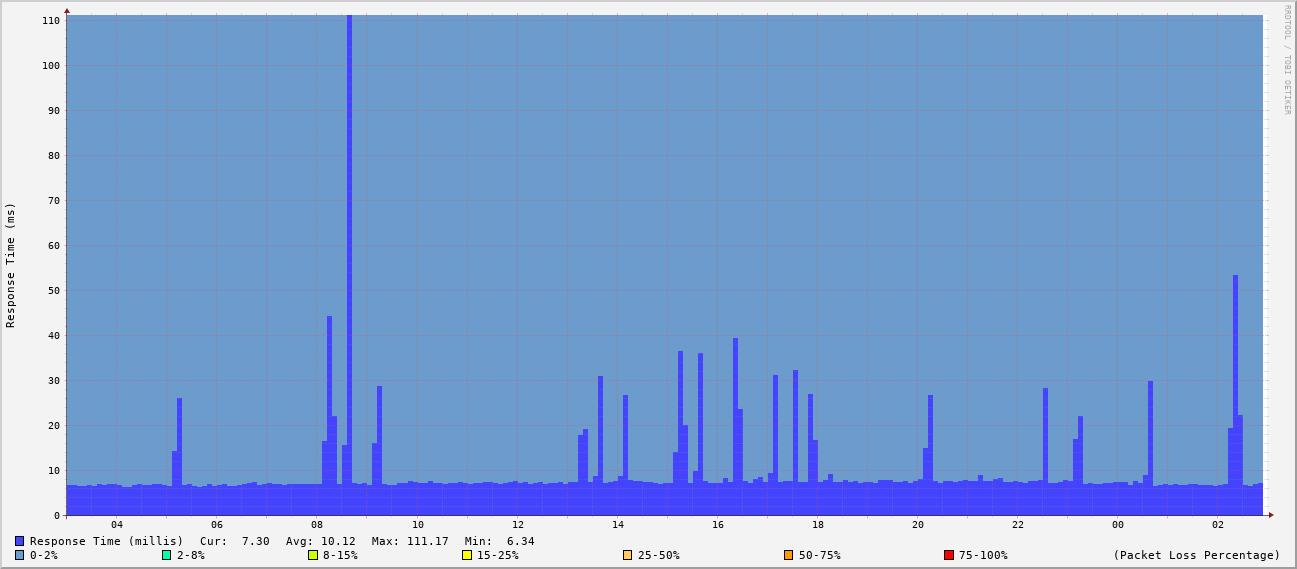 110
100
90
80
70
60
50
40
30
20
10
0
Response Time (ms)
RRDTOOL / TOBI OETIKER
04 06 08 10 12 14 16 18 20 22 00 02
Response Time (millis) Cur: 7.30 Avg: 10.12 Max: 111.17 Min: 6.34
0-2% 2-8% 8-15% 15-25% 25-50% 50-75% 75-100% (Packet Loss Percentage)